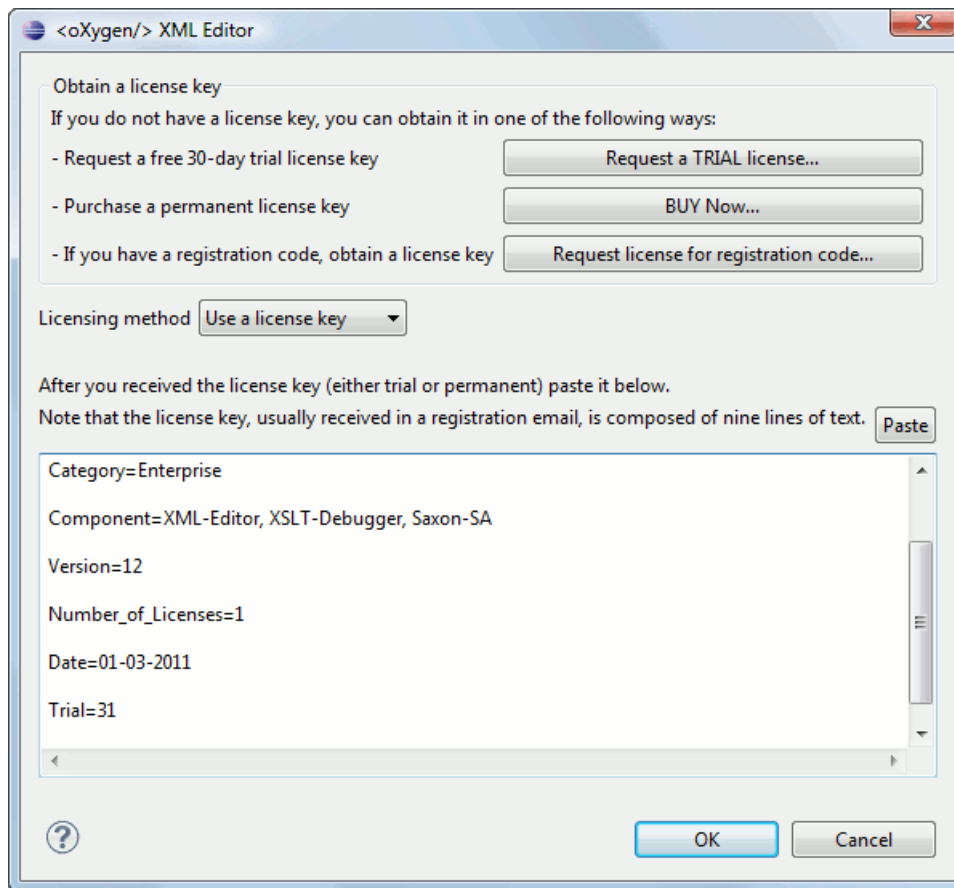 <oXygen/> XML Editor
Obtain a license key
If you do not have a license key, you can obtain it in one of the following ways:
- Request a free 30-day trial license key
Request a TRIAL license...
- Purchase a permanent license key
BUY Now...
- If you have a registration code, obtain a license key
Request license for registration code...
Licensing method
Use a license key
After you received the license key (either trial or permanent) paste it below.
Note that the license key, usually received in a registration email, is composed of nine lines of text.
Paste
Category=Enterprise
Component=XML-Editor, XSLT-Debugger, Saxon-SA
Version=12
Number_of_Licenses=1
Date=01-03-2011
Trial=31
?
OK
Cancel